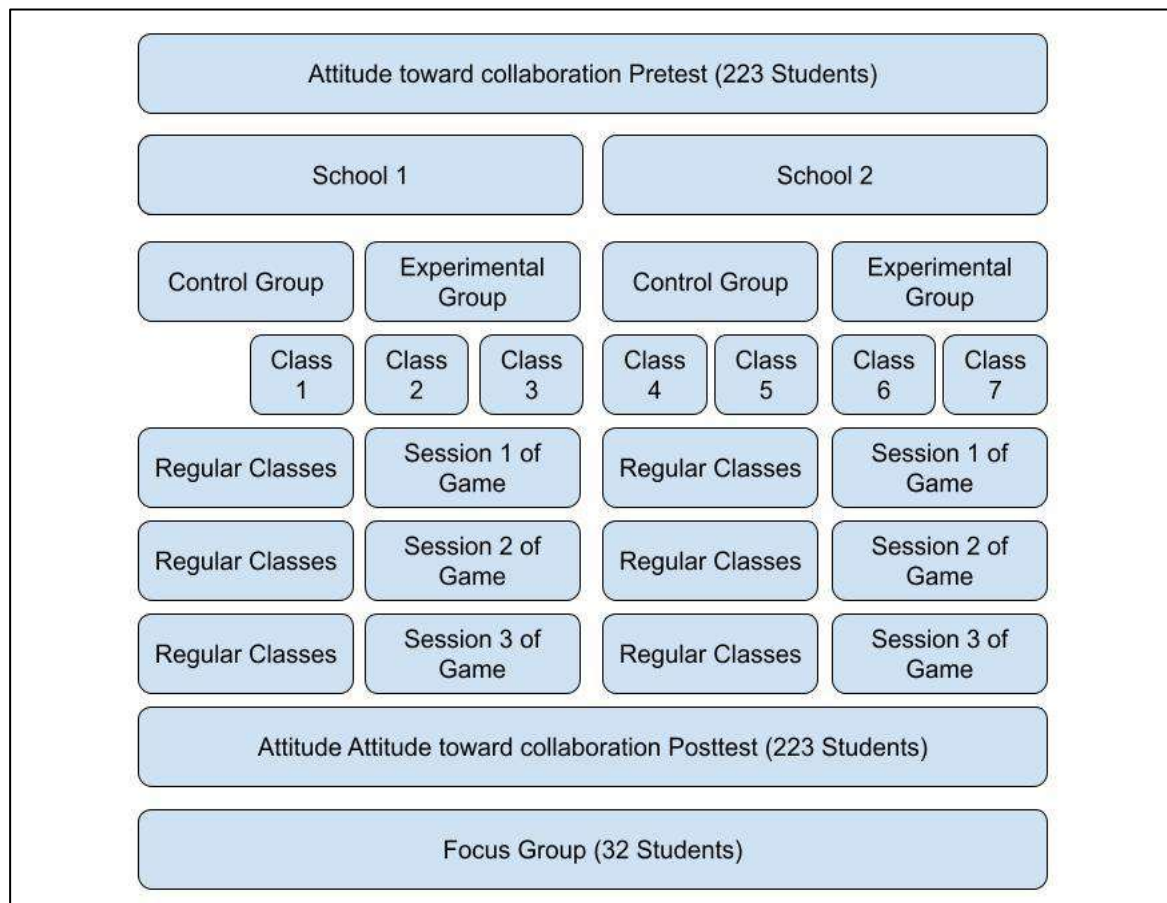 Attitude toward collaboration Pretest (223 Students)
School 1
School 2
Control Group
Experimental
Group
Control Group
Experimental
Group
Class
1
Class
2
Class
3
Class
4
Class
5
Class
6
Class
7
Regular Classes
Session 1 of
Game
Regular Classes
Session 1 of
Game
Regular Classes
Session 2 of
Game
Regular Classes
Session 2 of
Game
Regular Classes
Session 3 of
Game
Regular Classes
Session 3 of
Game
Attitude Attitude toward collaboration Posttest (223 Students)
Focus Group (32 Students)